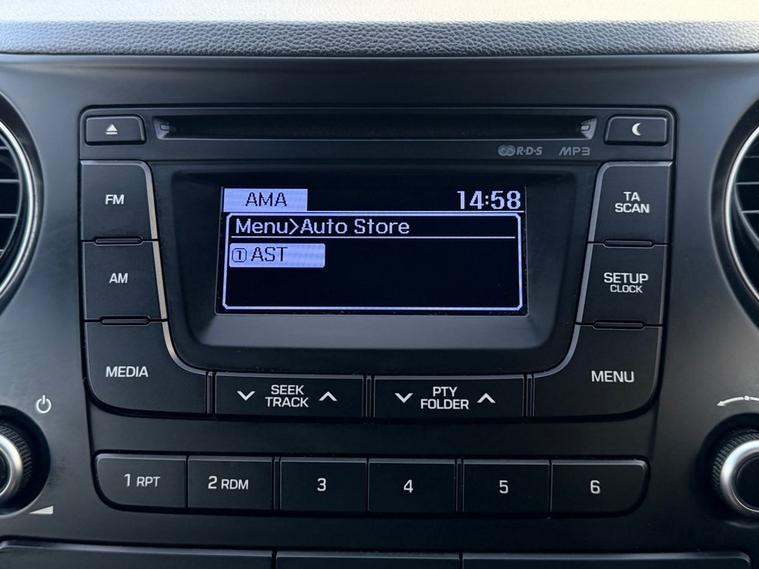 R·D·S MP3
FM
TA
SCAN
AMA 14:58
Menu>Auto Store
① AST
AM
SETUP
CLOCK
MEDIA
MENU
SEEK
TRACK
PTY
FOLDER
1 RPT
2 RDM
3
4
5
6